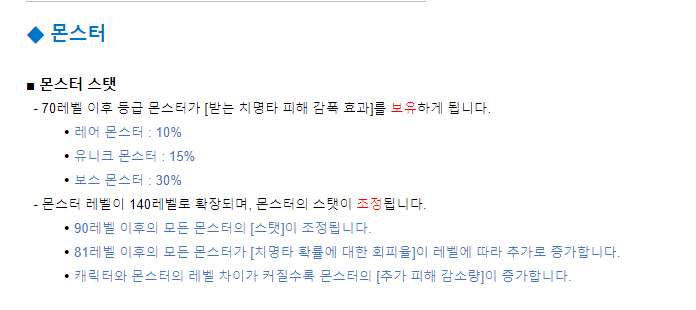 ◆ 몬스터
■ 몬스터 스탯
- 70레벨 이후 등급 몬스터가 [받는 치명타 피해 감폭 효과]를 보유하게 됩니다.
• 레어 몬스터 : 10%
• 유니크 몬스터 : 15%
• 보스 몬스터 : 30%
- 몬스터 레벨이 140레벨로 확장되며, 몬스터의 스탯이 조정됩니다.
• 90레벨 이후의 모든 몬스터의 [스탯]이 조정됩니다.
• 81레벨 이후의 모든 몬스터가 [치명타 확률에 대한 회피율]이 레벨에 따라 추가로 증가합니다.
• 캐릭터와 몬스터의 레벨 차이가 커질수록 몬스터의 [추가 피해 감소량]이 증가합니다.